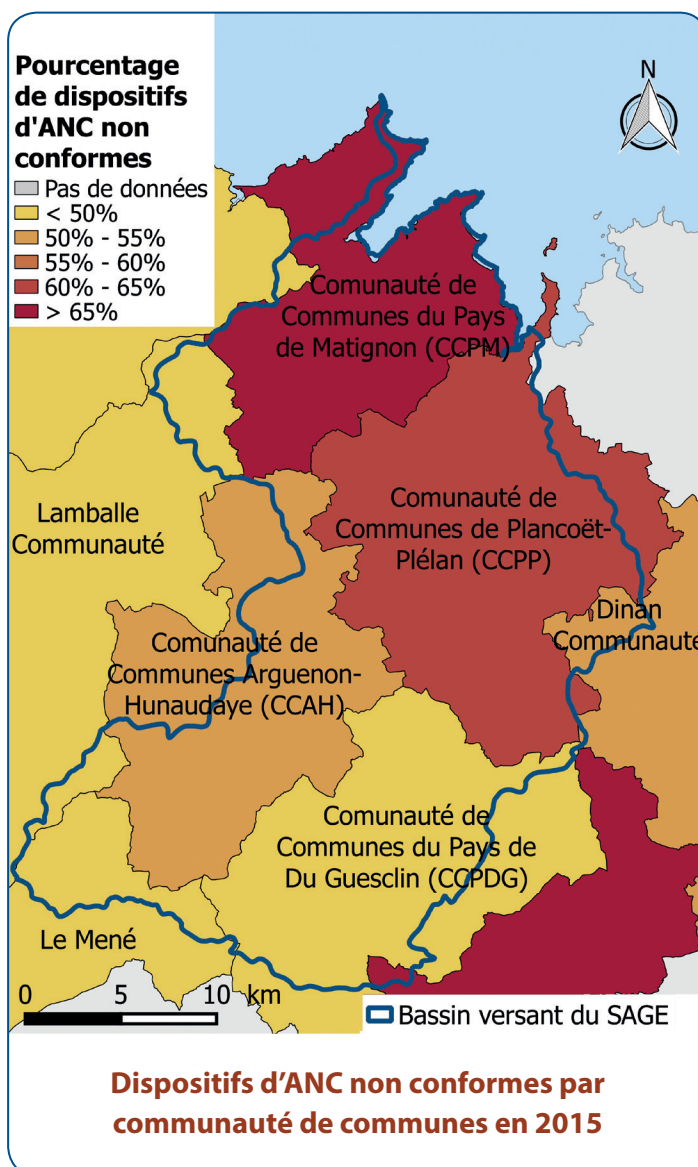 Pourcentage
de dispositifs
d'ANC non
conformes
Pas de données
< 50%
50% - 55%
55% - 60%
60% - 65%
> 65%
N
Comunauté de
Communes du Pays
de Matignon (CCPM)
Lamballe
Communauté
Comunauté de
Communes de Plancoët-
Plélan (CCPP)
Dinan
Communauté
Comunauté de
Communes Arguenon-
Hunaudaye (CCAH)
Comunauté de
Communes du Pays de
Du Guesclin (CCPDG)
Le Mené
0 5 10 km
Bassin versant du SAGE
Dispositifs d’ANC non conformes par
communauté de communes en 2015